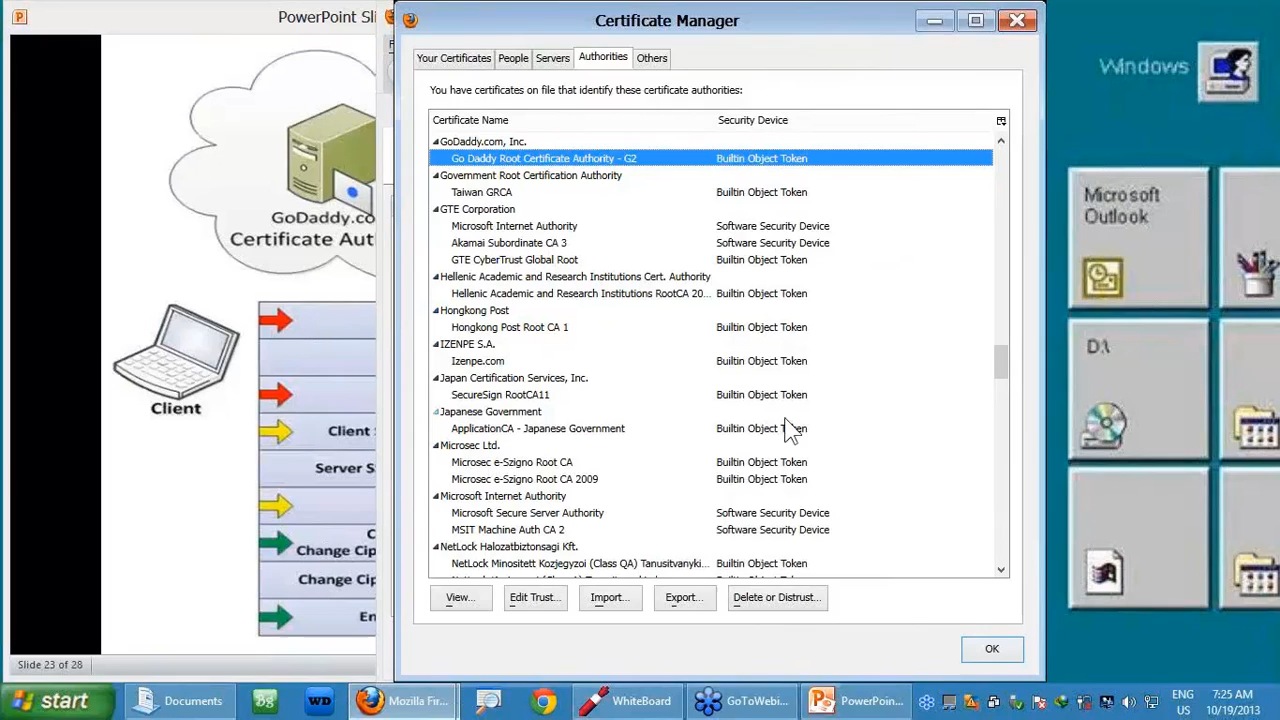 PowerPoint Sli
Certificate Manager
Your Certificates People Servers Authorities Others
You have certificates on file that identify these certificate authorities:
Certificate Name Security Device
GoDaddy.com, Inc.
Go Daddy Root Certificate Authority - G2 Builtin Object Token
Government Root Certification Authority
Taiwan GRCA Builtin Object Token
GTE Corporation
Microsoft Internet Authority Software Security Device
Akamai Subordinate CA 3 Software Security Device
GTE CyberTrust Global Root Builtin Object Token
Hellenic Academic and Research Institutions Cert. Authority
Hellenic Academic and Research Institutions RootCA 20... Builtin Object Token
Hongkong Post
Hongkong Post Root CA 1 Builtin Object Token
IZENPE S.A.
Izenpe.com Builtin Object Token
Japan Certification Services, Inc.
SecureSign RootCA11 Builtin Object Token
Japanese Government
ApplicationCA - Japanese Government Builtin Object Token
Microsec Ltd.
Microsec e-Szigno Root CA Builtin Object Token
Microsec e-Szigno Root CA 2009 Builtin Object Token
Microsoft Internet Authority
Microsoft Secure Server Authority Software Security Device
MSIT Machine Auth CA 2 Software Security Device
NetLock Halozatbiztonsagi Kft.
NetLock Minositett Kozjegyzoi (Class QA) Tanusitvanyki... Builtin Object Token
View... Edit Trust... Import... Export... Delete or Distrust...
OK
GoDaddy.co
Certificate Aut
Client
Client
Server S
Change Cip
Change Cip
En
Slide 23 of 28
Windows
Microsoft
Outlook
D:\
start Documents Mozilla Fir... WhiteBoard GoToWebi... PowerPoin...
ENG
US
7:25 AM
10/19/2013